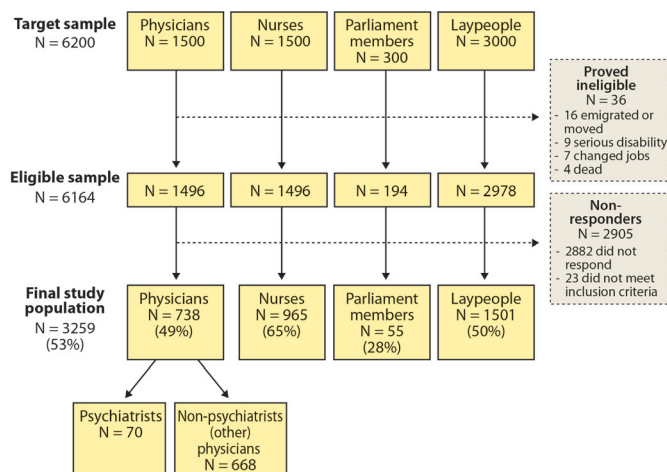 Target sample
N = 6200
Physicians
N = 1500
Nurses
N = 1500
Parliament
members
N = 300
Laypeople
N = 3000
Proved
ineligible
N = 36
- 16 emigrated or
moved
- 9 serious disability
- 7 changed jobs
- 4 dead
Eligible sample
N = 6164
N = 1496
N = 1496
N = 194
N = 2978
Non-
responders
N = 2905
- 2882 did not
respond
- 23 did not meet
inclusion criteria
Final study
population
N = 3259
(53%)
Physicians
N = 738
(49%)
Nurses
N = 965
(65%)
Parliament
members
N = 55
(28%)
Laypeople
N = 1501
(50%)
Psychiatrists
N = 70
Non-psychiatrists
(other)
physicians
N = 668